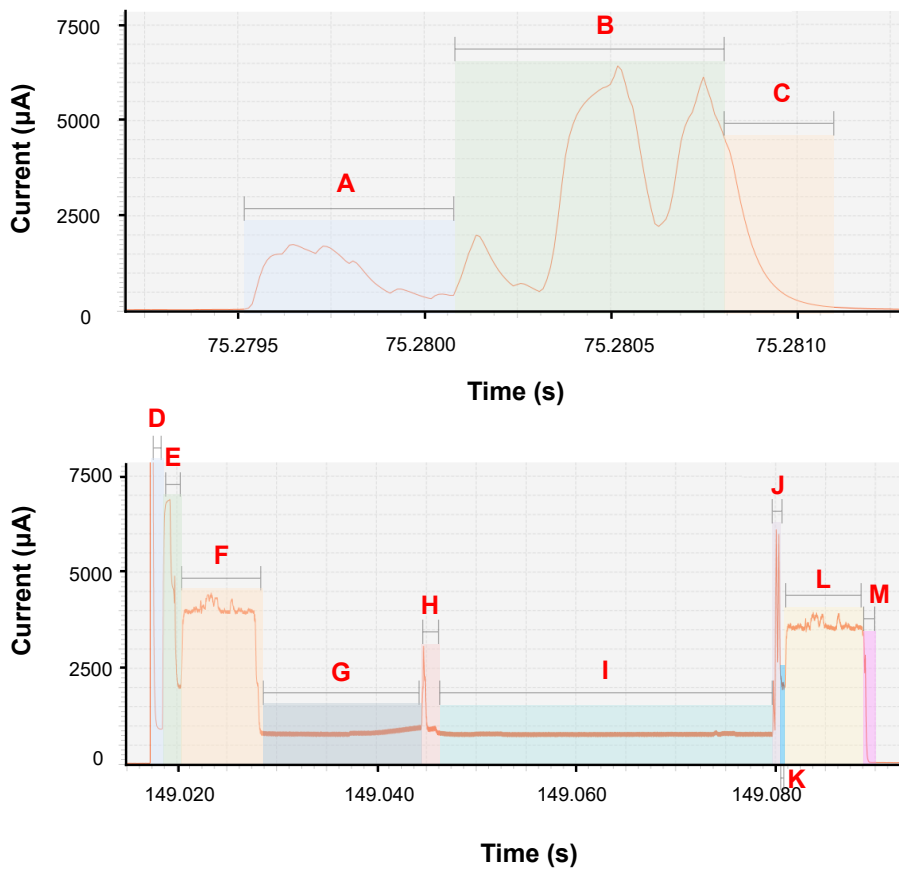 7500
5000
2500
0
Current (µA)
A
B
C
75.2795
75.2800
75.2805
75.2810
Time (s)
7500
5000
2500
0
Current (µA)
D
E
F
G
H
I
J
K
L
M
149.020
149.040
149.060
149.080
Time (s)